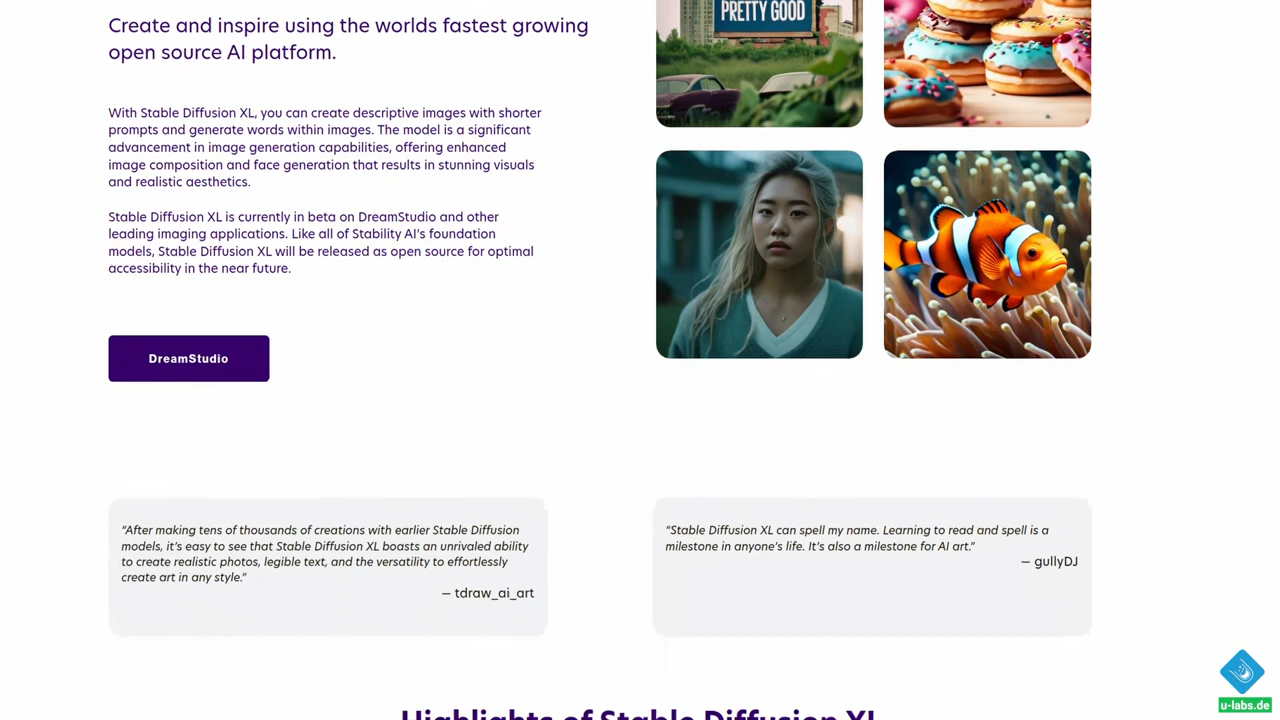 Create and inspire using the worlds fastest growing
open source AI platform.
With Stable Diffusion XL, you can create descriptive images with shorter
prompts and generate words within images. The model is a significant
advancement in image generation capabilities, offering enhanced
image composition and face generation that results in stunning visuals
and realistic aesthetics.
Stable Diffusion XL is currently in beta on DreamStudio and other
leading imaging applications. Like all of Stability AI's foundation
models, Stable Diffusion XL will be released as open source for optimal
accessibility in the near future.
DreamStudio
PRETTY GOOD
“After making tens of thousands of creations with earlier Stable Diffusion
models, it's easy to see that Stable Diffusion XL boasts an unrivaled ability
to create realistic photos, legible text, and the versatility to effortlessly
create art in any style.”
— tdraw_ai_art
“Stable Diffusion XL can spell my name. Learning to read and spell is a
milestone in anyone's life. It's also a milestone for AI art.”
— gullyDJ
Highlights of Stable Diffusion XL
u-labs.de